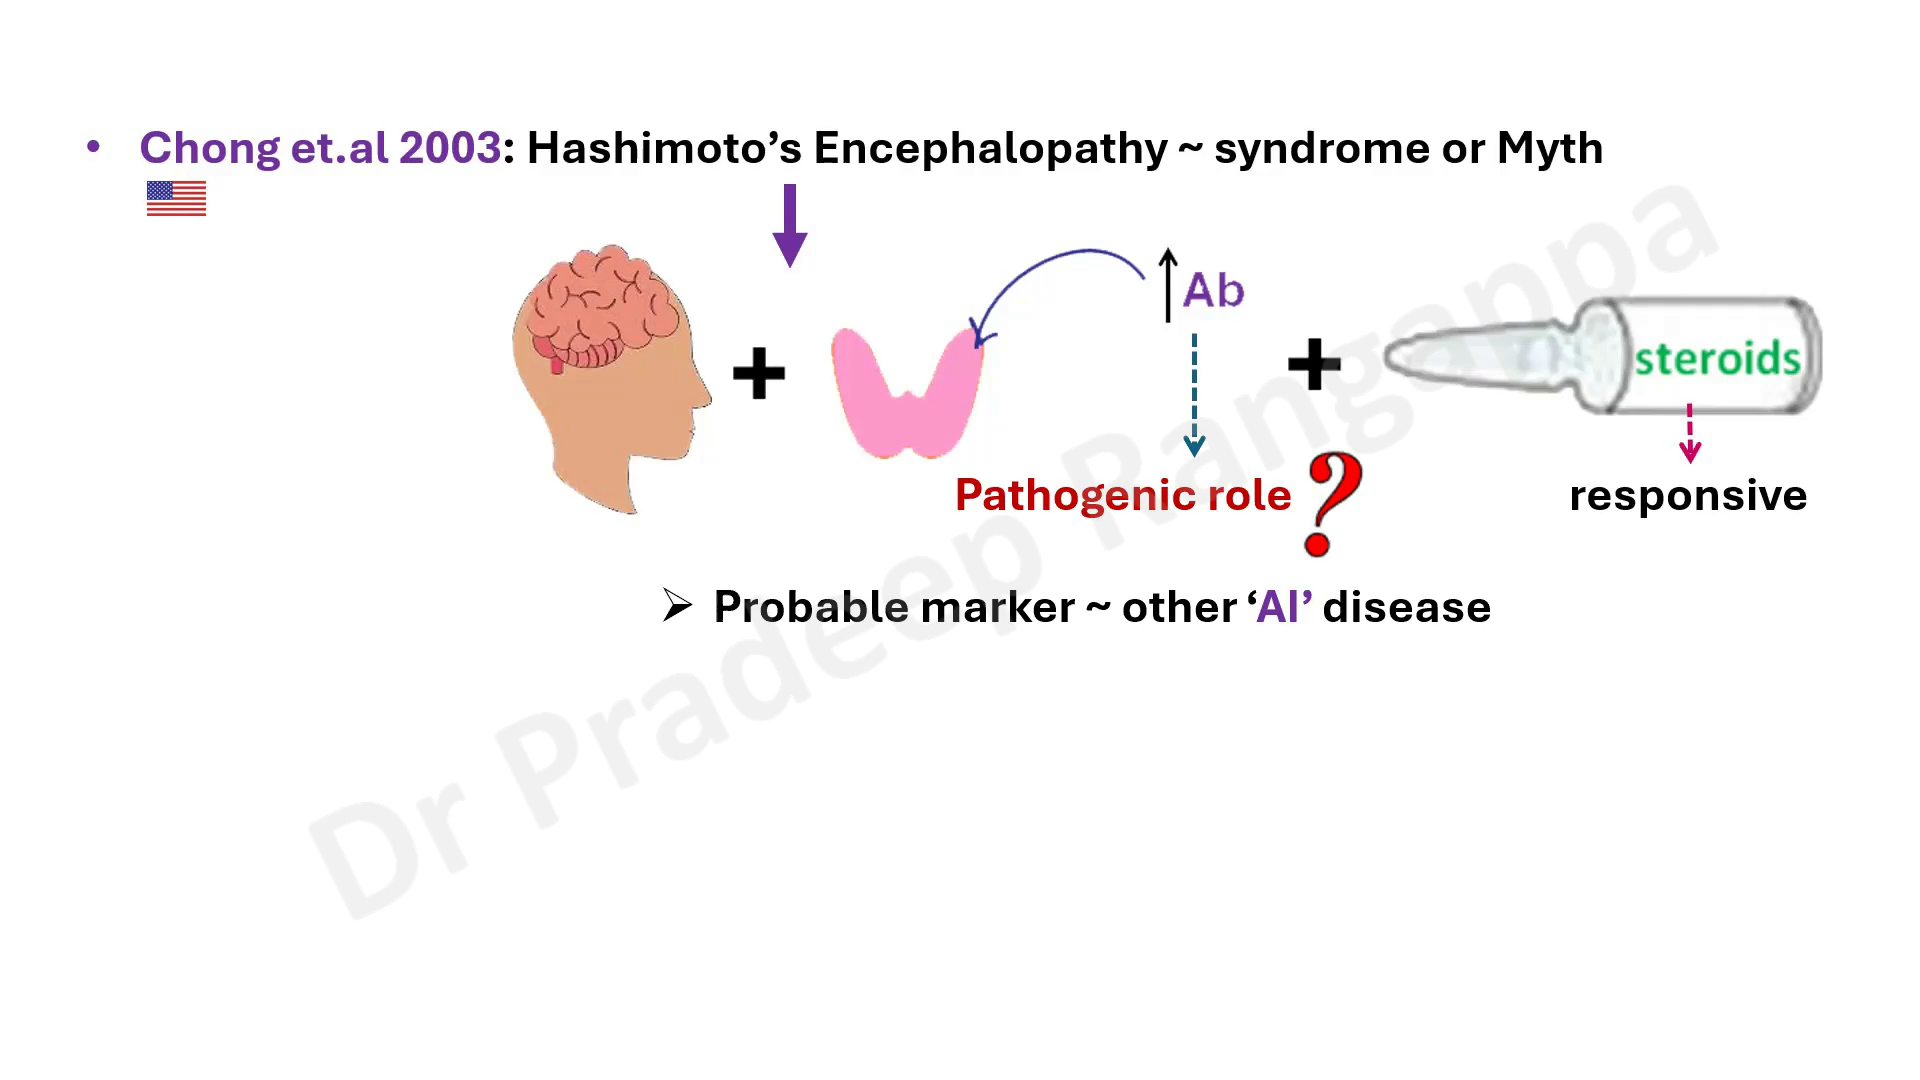 • Chong et.al 2003: Hashimoto’s Encephalopathy ~ syndrome or Myth
Ab
steroids
Pathogenic role ?
responsive
➢ Probable marker ~ other ‘AI’ disease
Dr Pradeep Rangappa